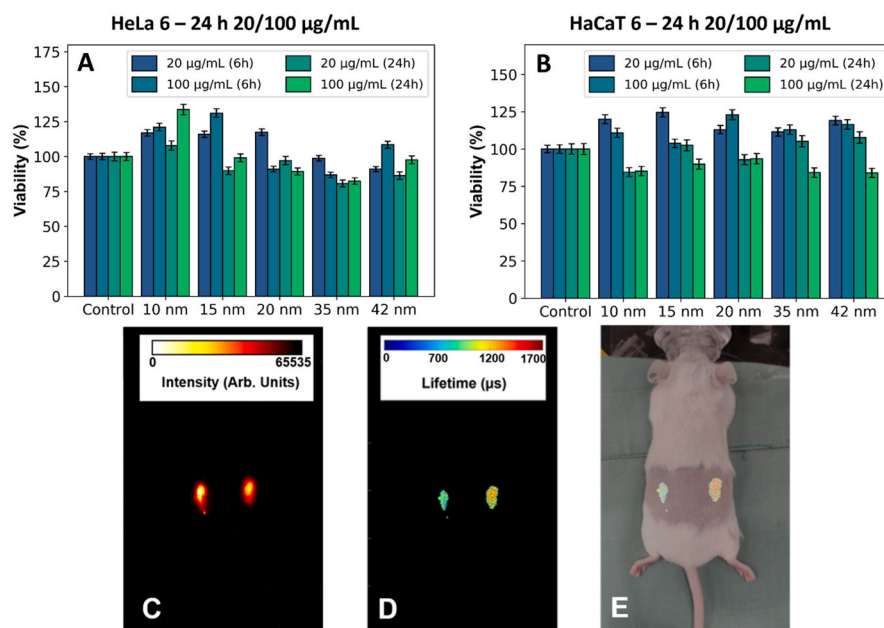 HeLa 6 – 24 h 20/100 µg/mL
HaCaT 6 – 24 h 20/100 µg/mL
A
20 µg/mL (6h)
100 µg/mL (6h)
20 µg/mL (24h)
100 µg/mL (24h)
Viability (%)
175
150
125
100
75
50
25
0
Control 10 nm 15 nm 20 nm 35 nm 42 nm
B
20 µg/mL (6h)
100 µg/mL (6h)
20 µg/mL (24h)
100 µg/mL (24h)
Viability (%)
150
125
100
75
50
25
0
Control 10 nm 15 nm 20 nm 35 nm 42 nm
0 65535
Intensity (Arb. Units)
C
0 700 1200 1700
Lifetime (µs)
D
E